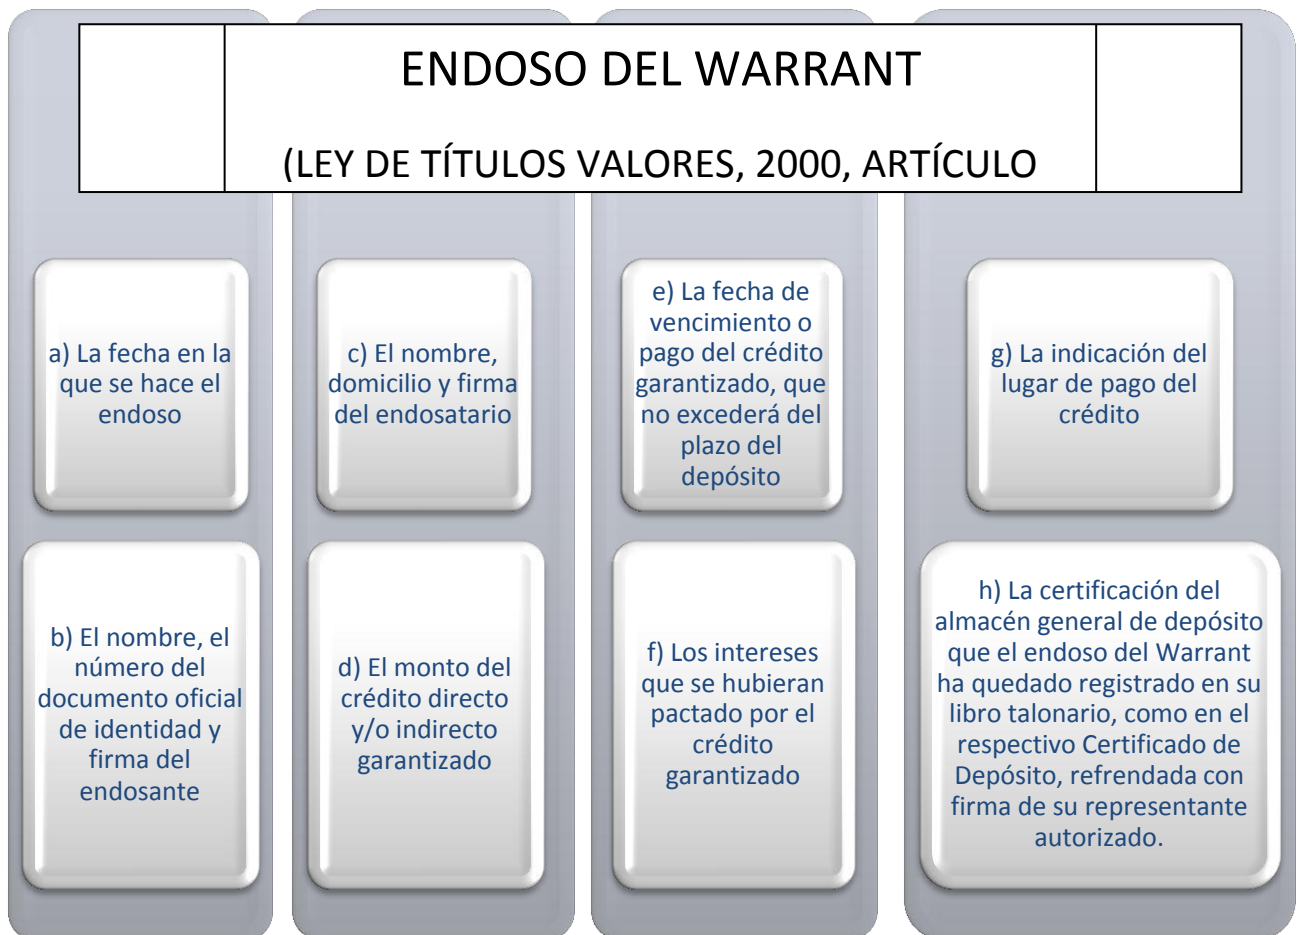 ENDOSO DEL WARRANT
(LEY DE TÍTULOS VALORES, 2000, ARTÍCULO
a) La fecha en la
que se hace el
endoso
b) El nombre, el
número del
documento oficial
de identidad y
firma del
endosante
c) El nombre,
domicilio y firma
del endosatario
d) El monto del
crédito directo
y/o indirecto
garantizado
e) La fecha de
vencimiento o
pago del crédito
garantizado, que
no excederá del
plazo del
depósito
f) Los intereses
que se hubieran
pactado por el
crédito
garantizado
g) La indicación del
lugar de pago del
crédito
h) La certificación del
almacén general de depósito
que el endoso del Warrant
ha quedado registrado en su
libro talonario, como en el
respectivo Certificado de
Depósito, refrendada con
firma de su representante
autorizado.